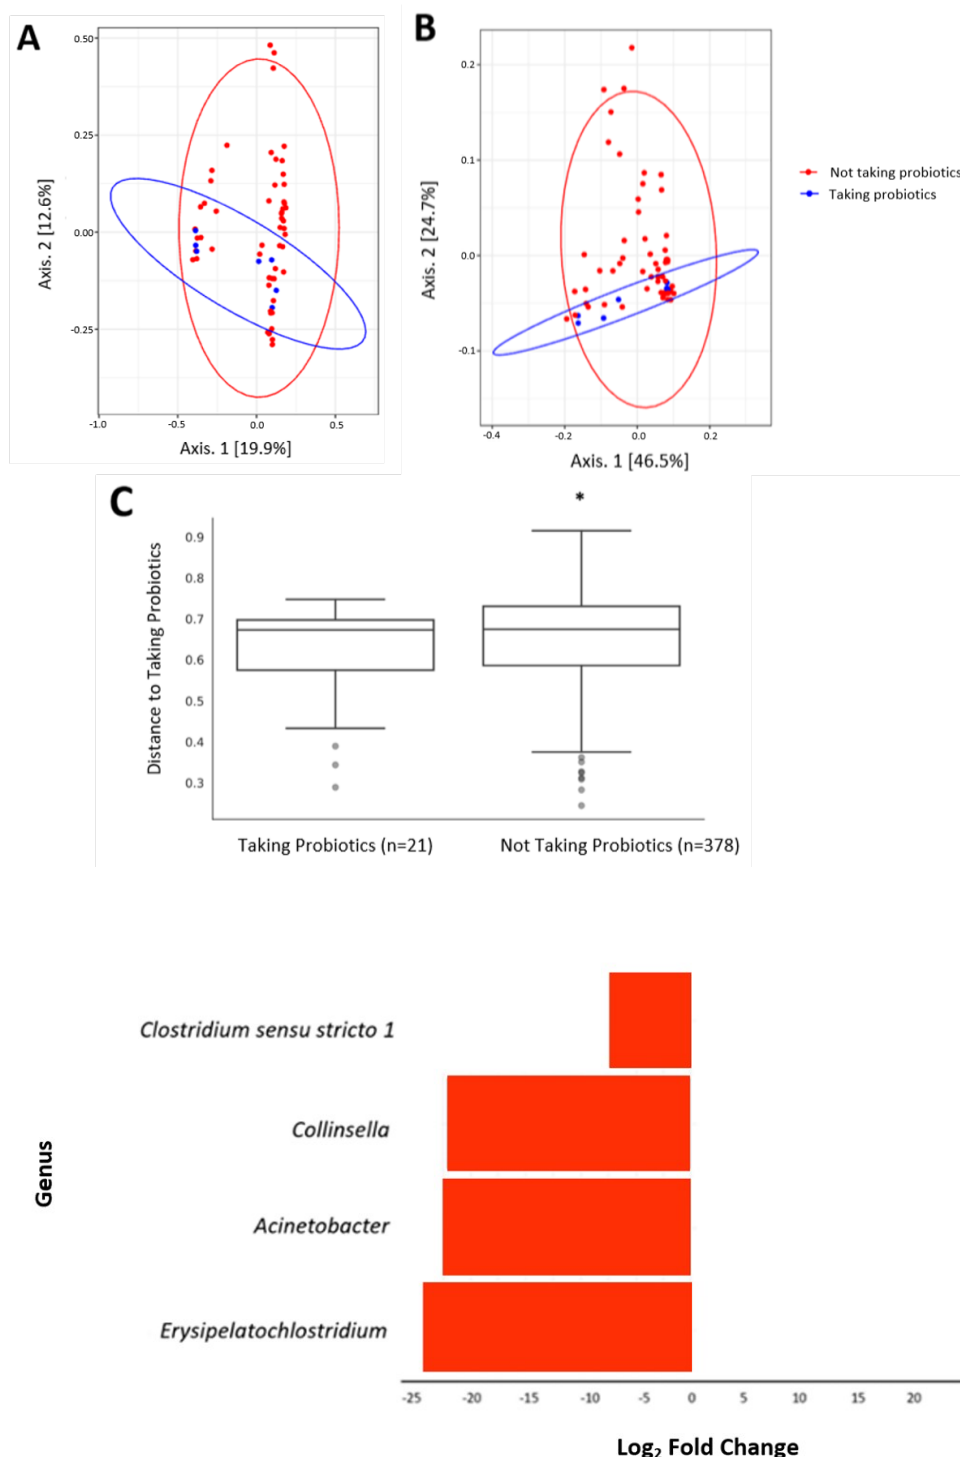 A
B
0.50
0.25
0.00
-0.25
Axis. 2 [12.6%]
-1.0 -0.5 0.0 0.5
Axis. 1 [19.9%]
0.2
0.1
0.0
-0.1
Axis. 2 [24.7%]
-0.4 -0.2 0.0 0.2
Axis. 1 [46.5%]
Not taking probiotics
Taking probiotics
C
*
0.9
0.8
0.7
0.6
0.5
0.4
0.3
Distance to Taking Probiotics
Taking Probiotics (n=21) Not Taking Probiotics (n=378)
Genus
Clostridium sensu stricto 1
Collinsella
Acinetobacter
Erysipelatochlostridium
-25 -20 -15 -10 -5 0 5 10 15 20
Log₂ Fold Change